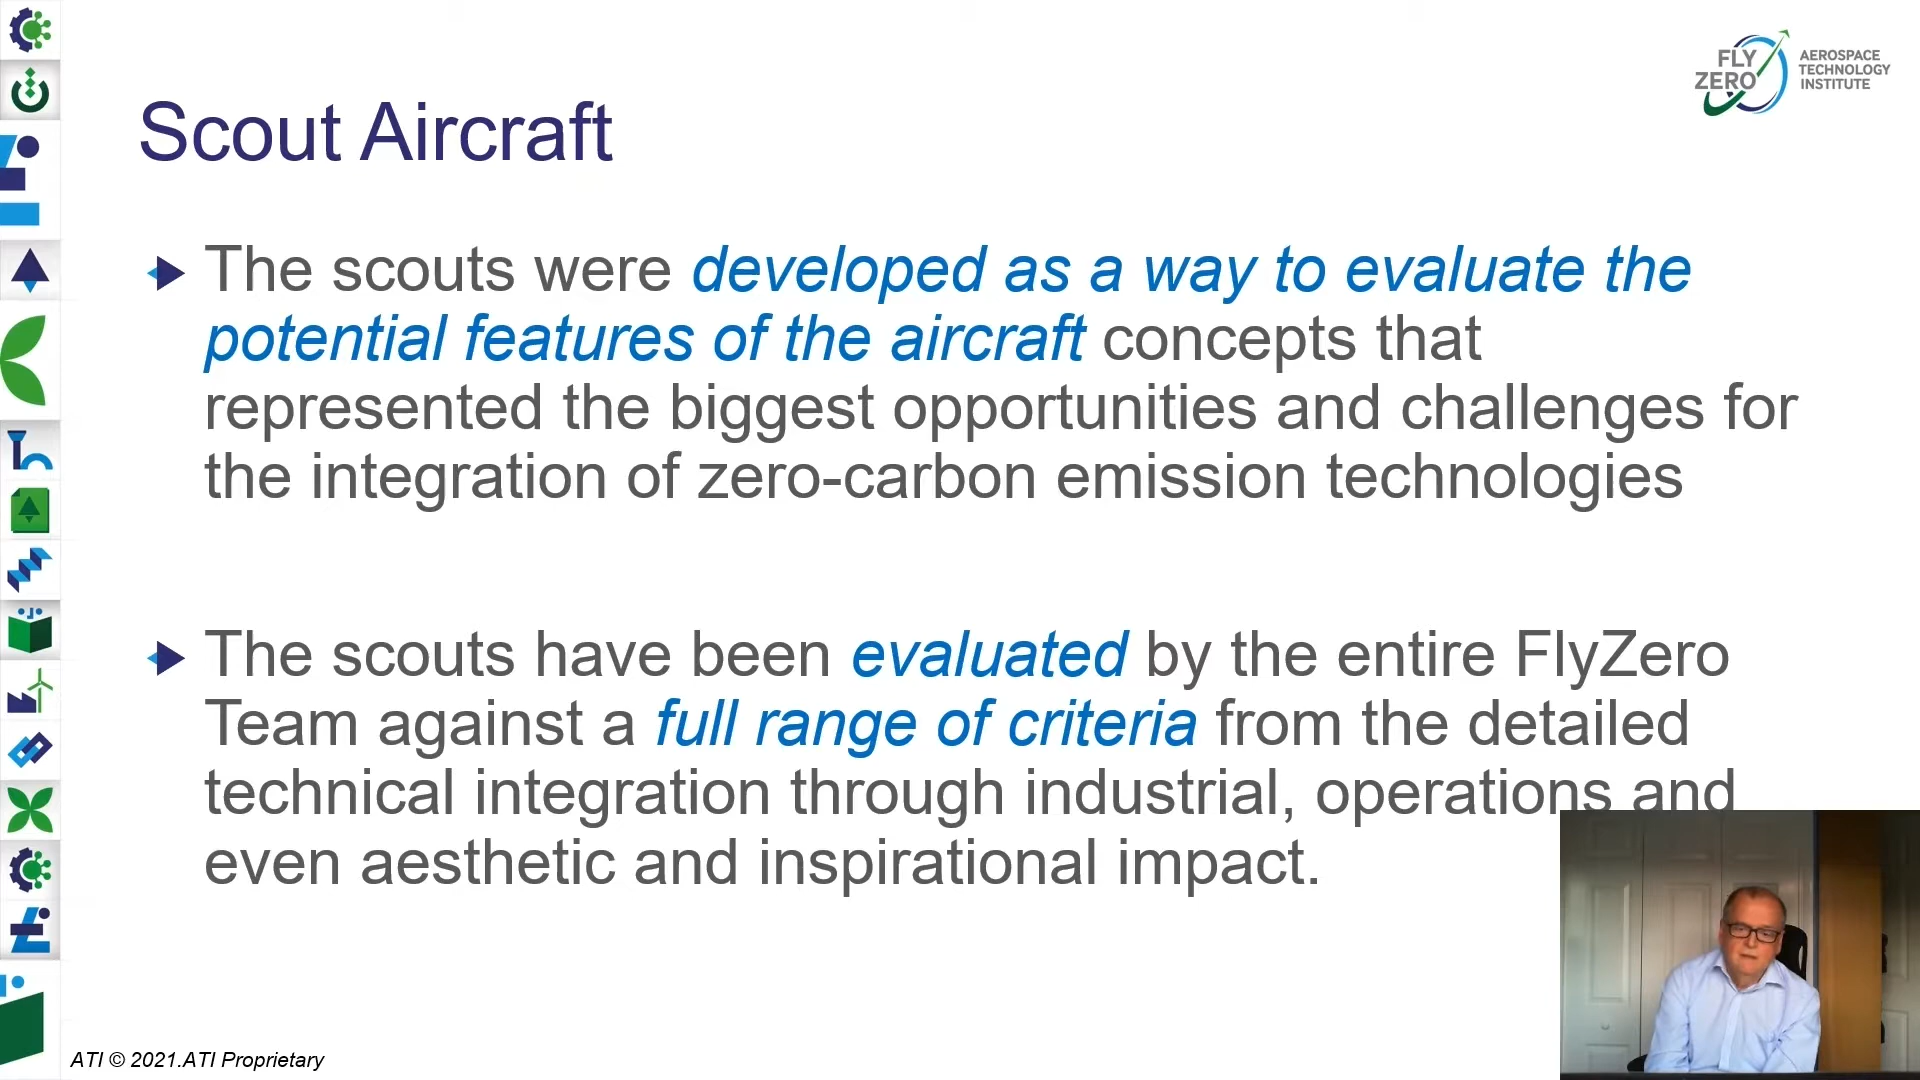 FLY
ZERO
AEROSPACE
TECHNOLOGY
INSTITUTE
Scout Aircraft
The scouts were developed as a way to evaluate the
potential features of the aircraft concepts that
represented the biggest opportunities and challenges for
the integration of zero-carbon emission technologies
The scouts have been evaluated by the entire FlyZero
Team against a full range of criteria from the detailed
technical integration through industrial, operations and
even aesthetic and inspirational impact.
ATI © 2021.ATI Proprietary